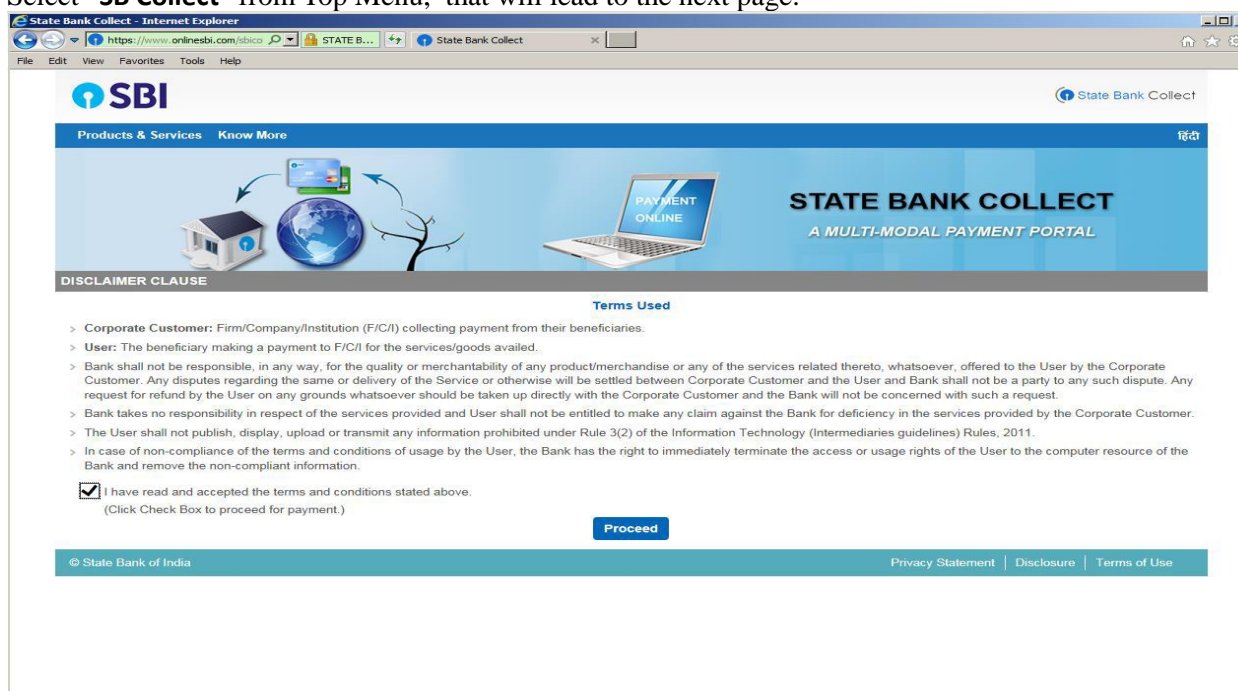 Select "SB Collect" from Top Menu, that will lead to the next page.
State Bank Collect - Internet Explorer
https://www.onlinesbi.com/sbico
STATE B...
State Bank Collect
File Edit View Favorites Tools Help
SBI
State Bank Collect
Products & Services Know More
हिंदी
PAYMENT
ONLINE
STATE BANK COLLECT
A MULTI-MODAL PAYMENT PORTAL
DISCLAIMER CLAUSE
Terms Used
> Corporate Customer: Firm/Company/Institution (F/C/I) collecting payment from their beneficiaries.
> User: The beneficiary making a payment to F/C/I for the services/goods availed.
> Bank shall not be responsible, in any way, for the quality or merchantability of any product/merchandise or any of the services related thereto, whatsoever, offered to the User by the Corporate
Customer. Any disputes regarding the same or delivery of the Service or otherwise will be settled between Corporate Customer and the User and Bank shall not be a party to any such dispute. Any
request for refund by the User on any grounds whatsoever should be taken up directly with the Corporate Customer and the Bank will not be concerned with such a request.
> Bank takes no responsibility in respect of the services provided and User shall not be entitled to make any claim against the Bank for deficiency in the services provided by the Corporate Customer.
> The User shall not publish, display, upload or transmit any information prohibited under Rule 3(2) of the Information Technology (Intermediaries guidelines) Rules, 2011.
> In case of non-compliance of the terms and conditions of usage by the User, the Bank has the right to immediately terminate the access or usage rights of the User to the computer resource of the
Bank and remove the non-compliant information.
I have read and accepted the terms and conditions stated above.
(Click Check Box to proceed for payment.)
Proceed
© State Bank of India
Privacy Statement | Disclosure | Terms of Use